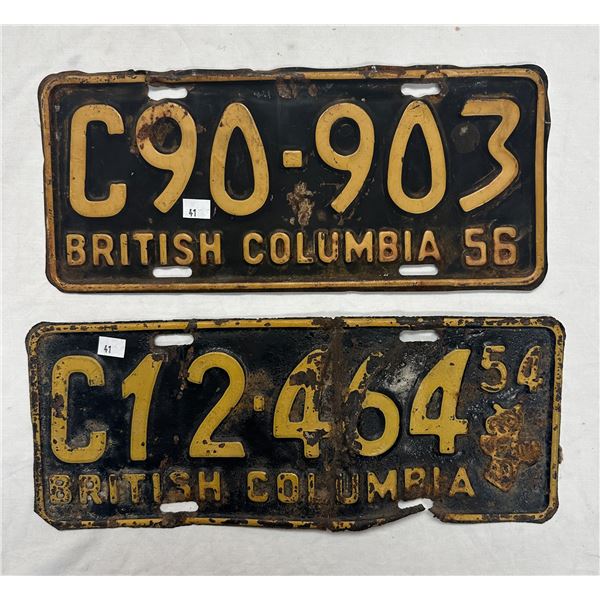 C90-903
41
BRITISH COLUMBIA 56
41
C12-464 54
BRITISH COLUMBIA